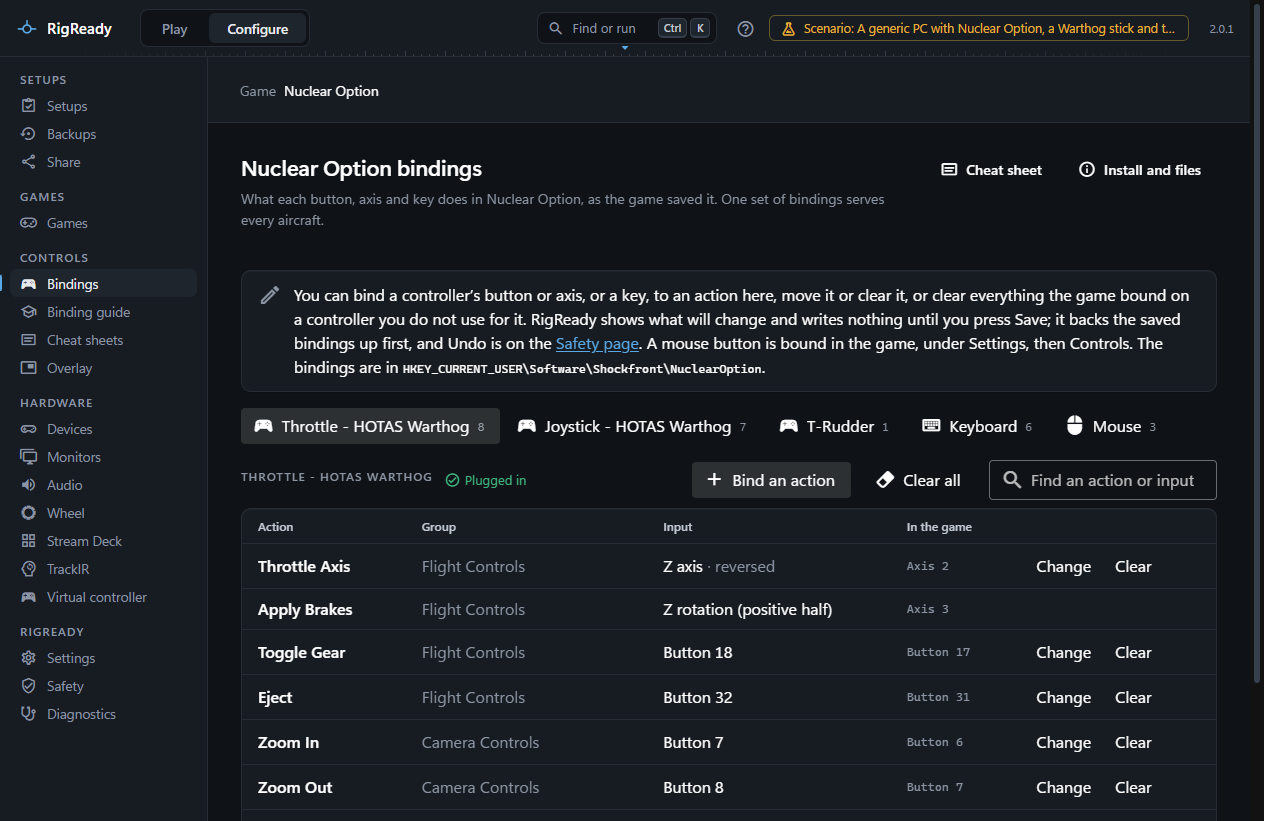 RigReady
Play
Configure
Find or run
Ctrl
K
Scenario: A generic PC with Nuclear Option, a Warthog stick and t...
2.0.1
SETUPS
Setups
Backups
Share
GAMES
Games
CONTROLS
Bindings
Binding guide
Cheat sheets
Overlay
HARDWARE
Devices
Monitors
Audio
Wheel
Stream Deck
TrackIR
Virtual controller
RIGREADY
Settings
Safety
Diagnostics
Game Nuclear Option
Nuclear Option bindings
Cheat sheet
Install and files
What each button, axis and key does in Nuclear Option, as the game saved it. One set of bindings serves
every aircraft.
You can bind a controller’s button or axis, or a key, to an action here, move it or clear it, or clear everything the game bound on
a controller you do not use for it. RigReady shows what will change and writes nothing until you press Save; it backs the saved
bindings up first, and Undo is on the Safety page. A mouse button is bound in the game, under Settings, then Controls. The
bindings are in HKEY_CURRENT_USER\Software\Shockfront\NuclearOption.
Throttle - HOTAS Warthog 8
Joystick - HOTAS Warthog 7
T-Rudder 1
Keyboard 6
Mouse 3
THROTTLE - HOTAS WARTHOG
Plugged in
Bind an action
Clear all
Find an action or input
Action Group Input In the game
Throttle Axis Flight Controls Z axis · reversed Axis 2 Change Clear
Apply Brakes Flight Controls Z rotation (positive half) Axis 3
Toggle Gear Flight Controls Button 18 Button 17 Change Clear
Eject Flight Controls Button 32 Button 31 Change Clear
Zoom In Camera Controls Button 7 Button 6 Change Clear
Zoom Out Camera Controls Button 8 Button 7 Change Clear